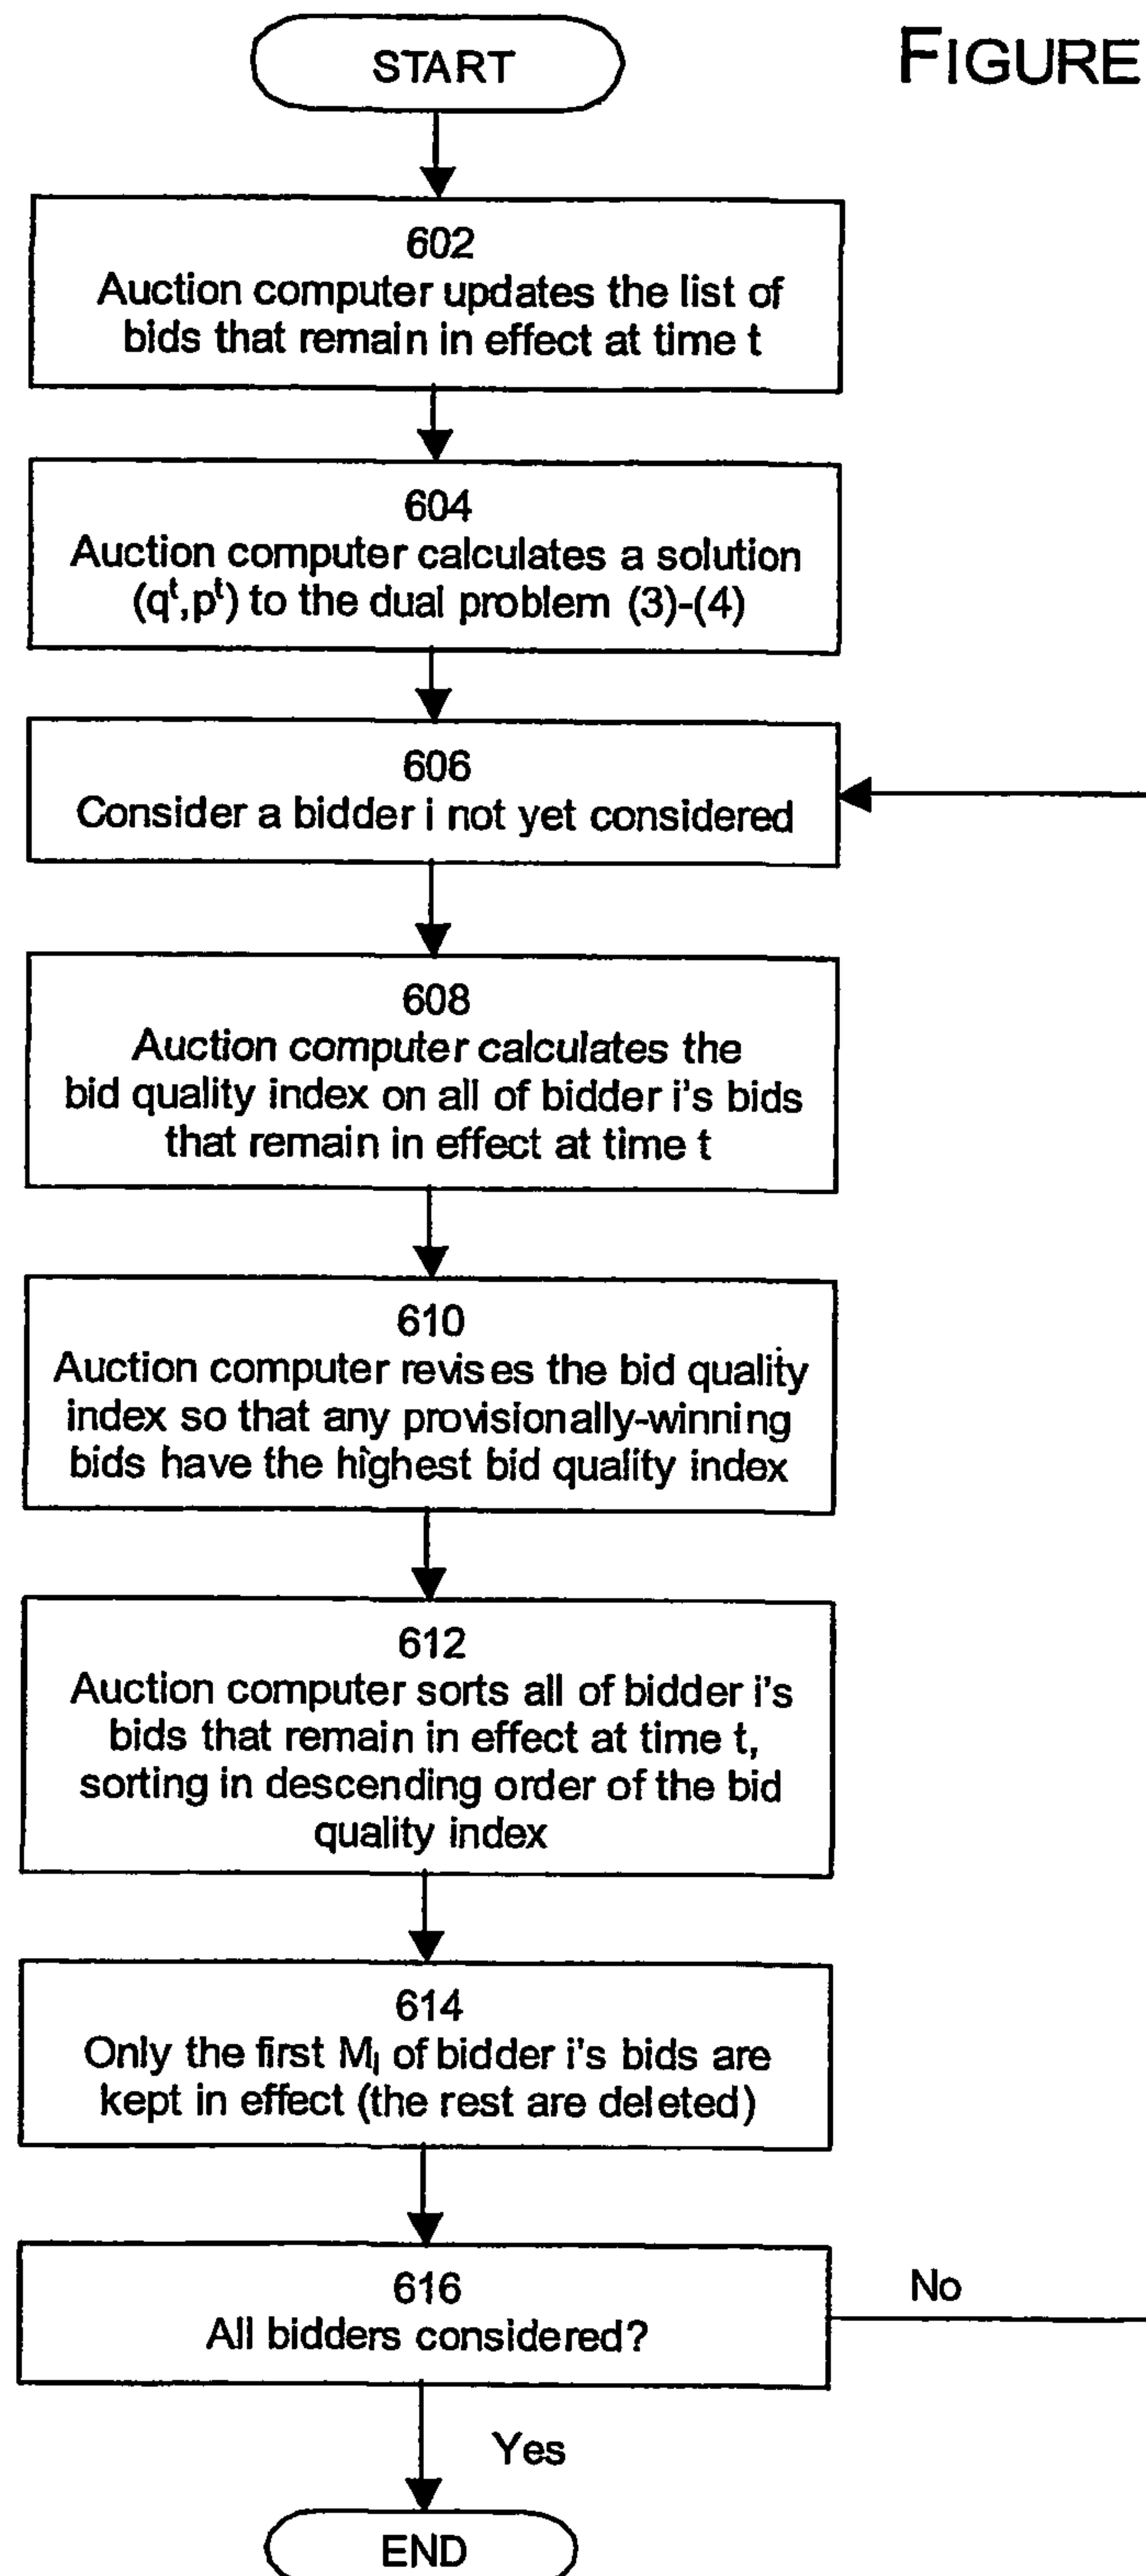 START
FIGURE
602
Auction computer updates the list of
bids that remain in effect at time t
604
Auction computer calculates a solution
(qᵗ,pᵗ) to the dual problem (3)-(4)
606
Consider a bidder i not yet considered
608
Auction computer calculates the
bid quality index on all of bidder i's bids
that remain in effect at time t
610
Auction computer revises the bid quality
index so that any provisionally-winning
bids have the highest bid quality index
612
Auction computer sorts all of bidder i's
bids that remain in effect at time t,
sorting in descending order of the bid
quality index
614
Only the first Mᵢ of bidder i's bids are
kept in effect (the rest are deleted)
616
All bidders considered?
No
Yes
END